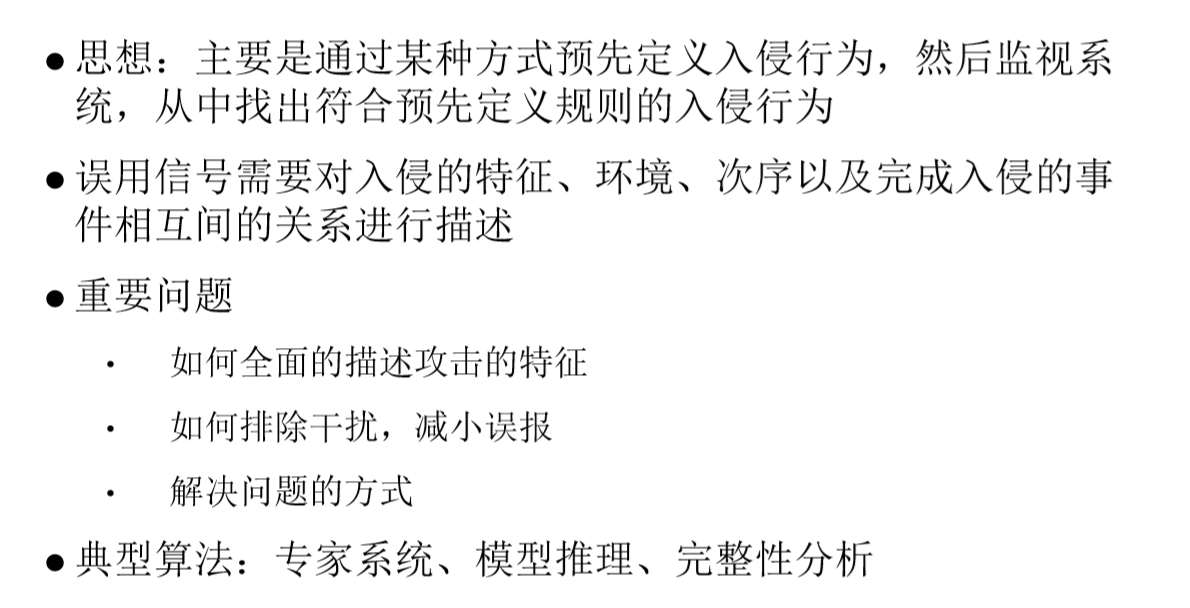 ●思想：主要是通过某种方式预先定义入侵行为，然后监视系
统，从中找出符合预先定义规则的入侵行为
●误用信号需要对入侵的特征、环境、次序以及完成入侵的事
件相互间的关系进行描述
●重要问题
· 如何全面的描述攻击的特征
· 如何排除干扰，减小误报
· 解决问题的方式
●典型算法：专家系统、模型推理、完整性分析